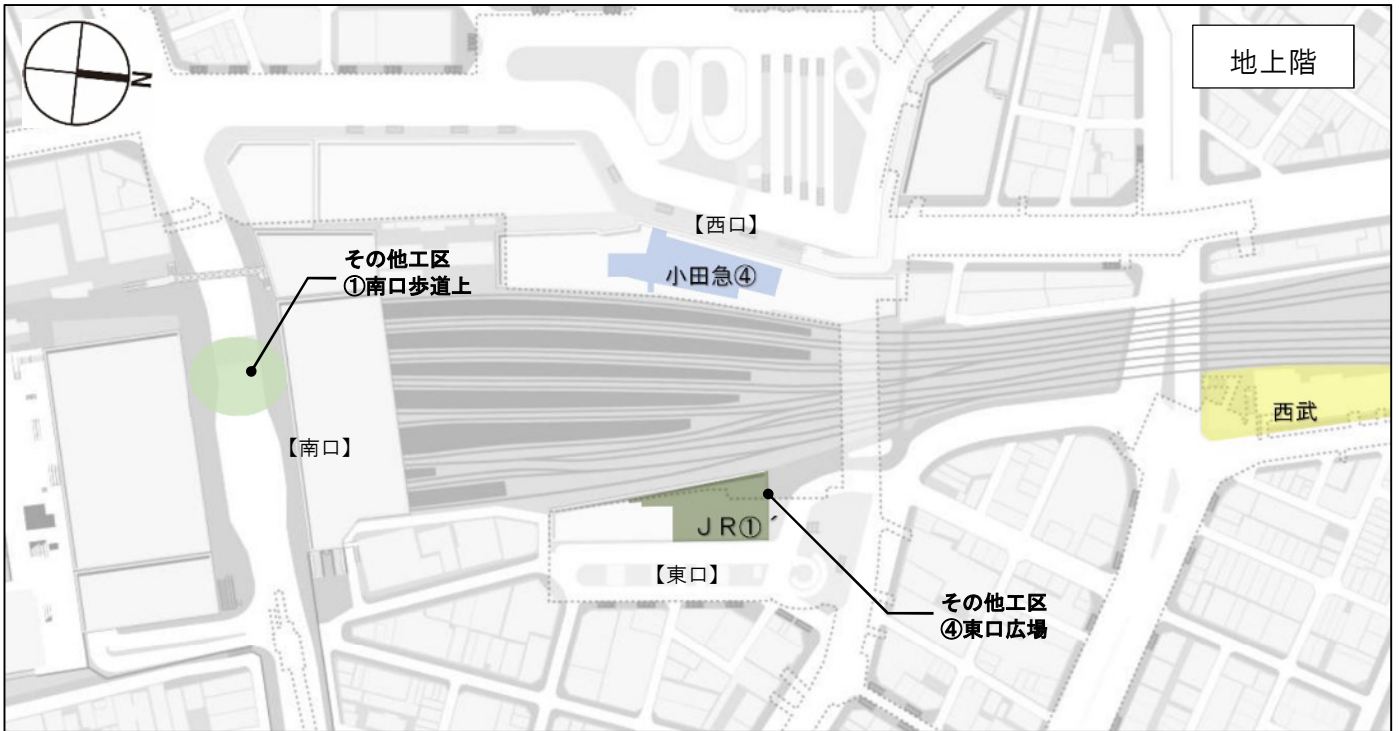 N
地上階
【西口】
その他工区
①南口歩道上
小田急④
西武
【南口】
JR①´
【東口】
その他工区
④東口広場